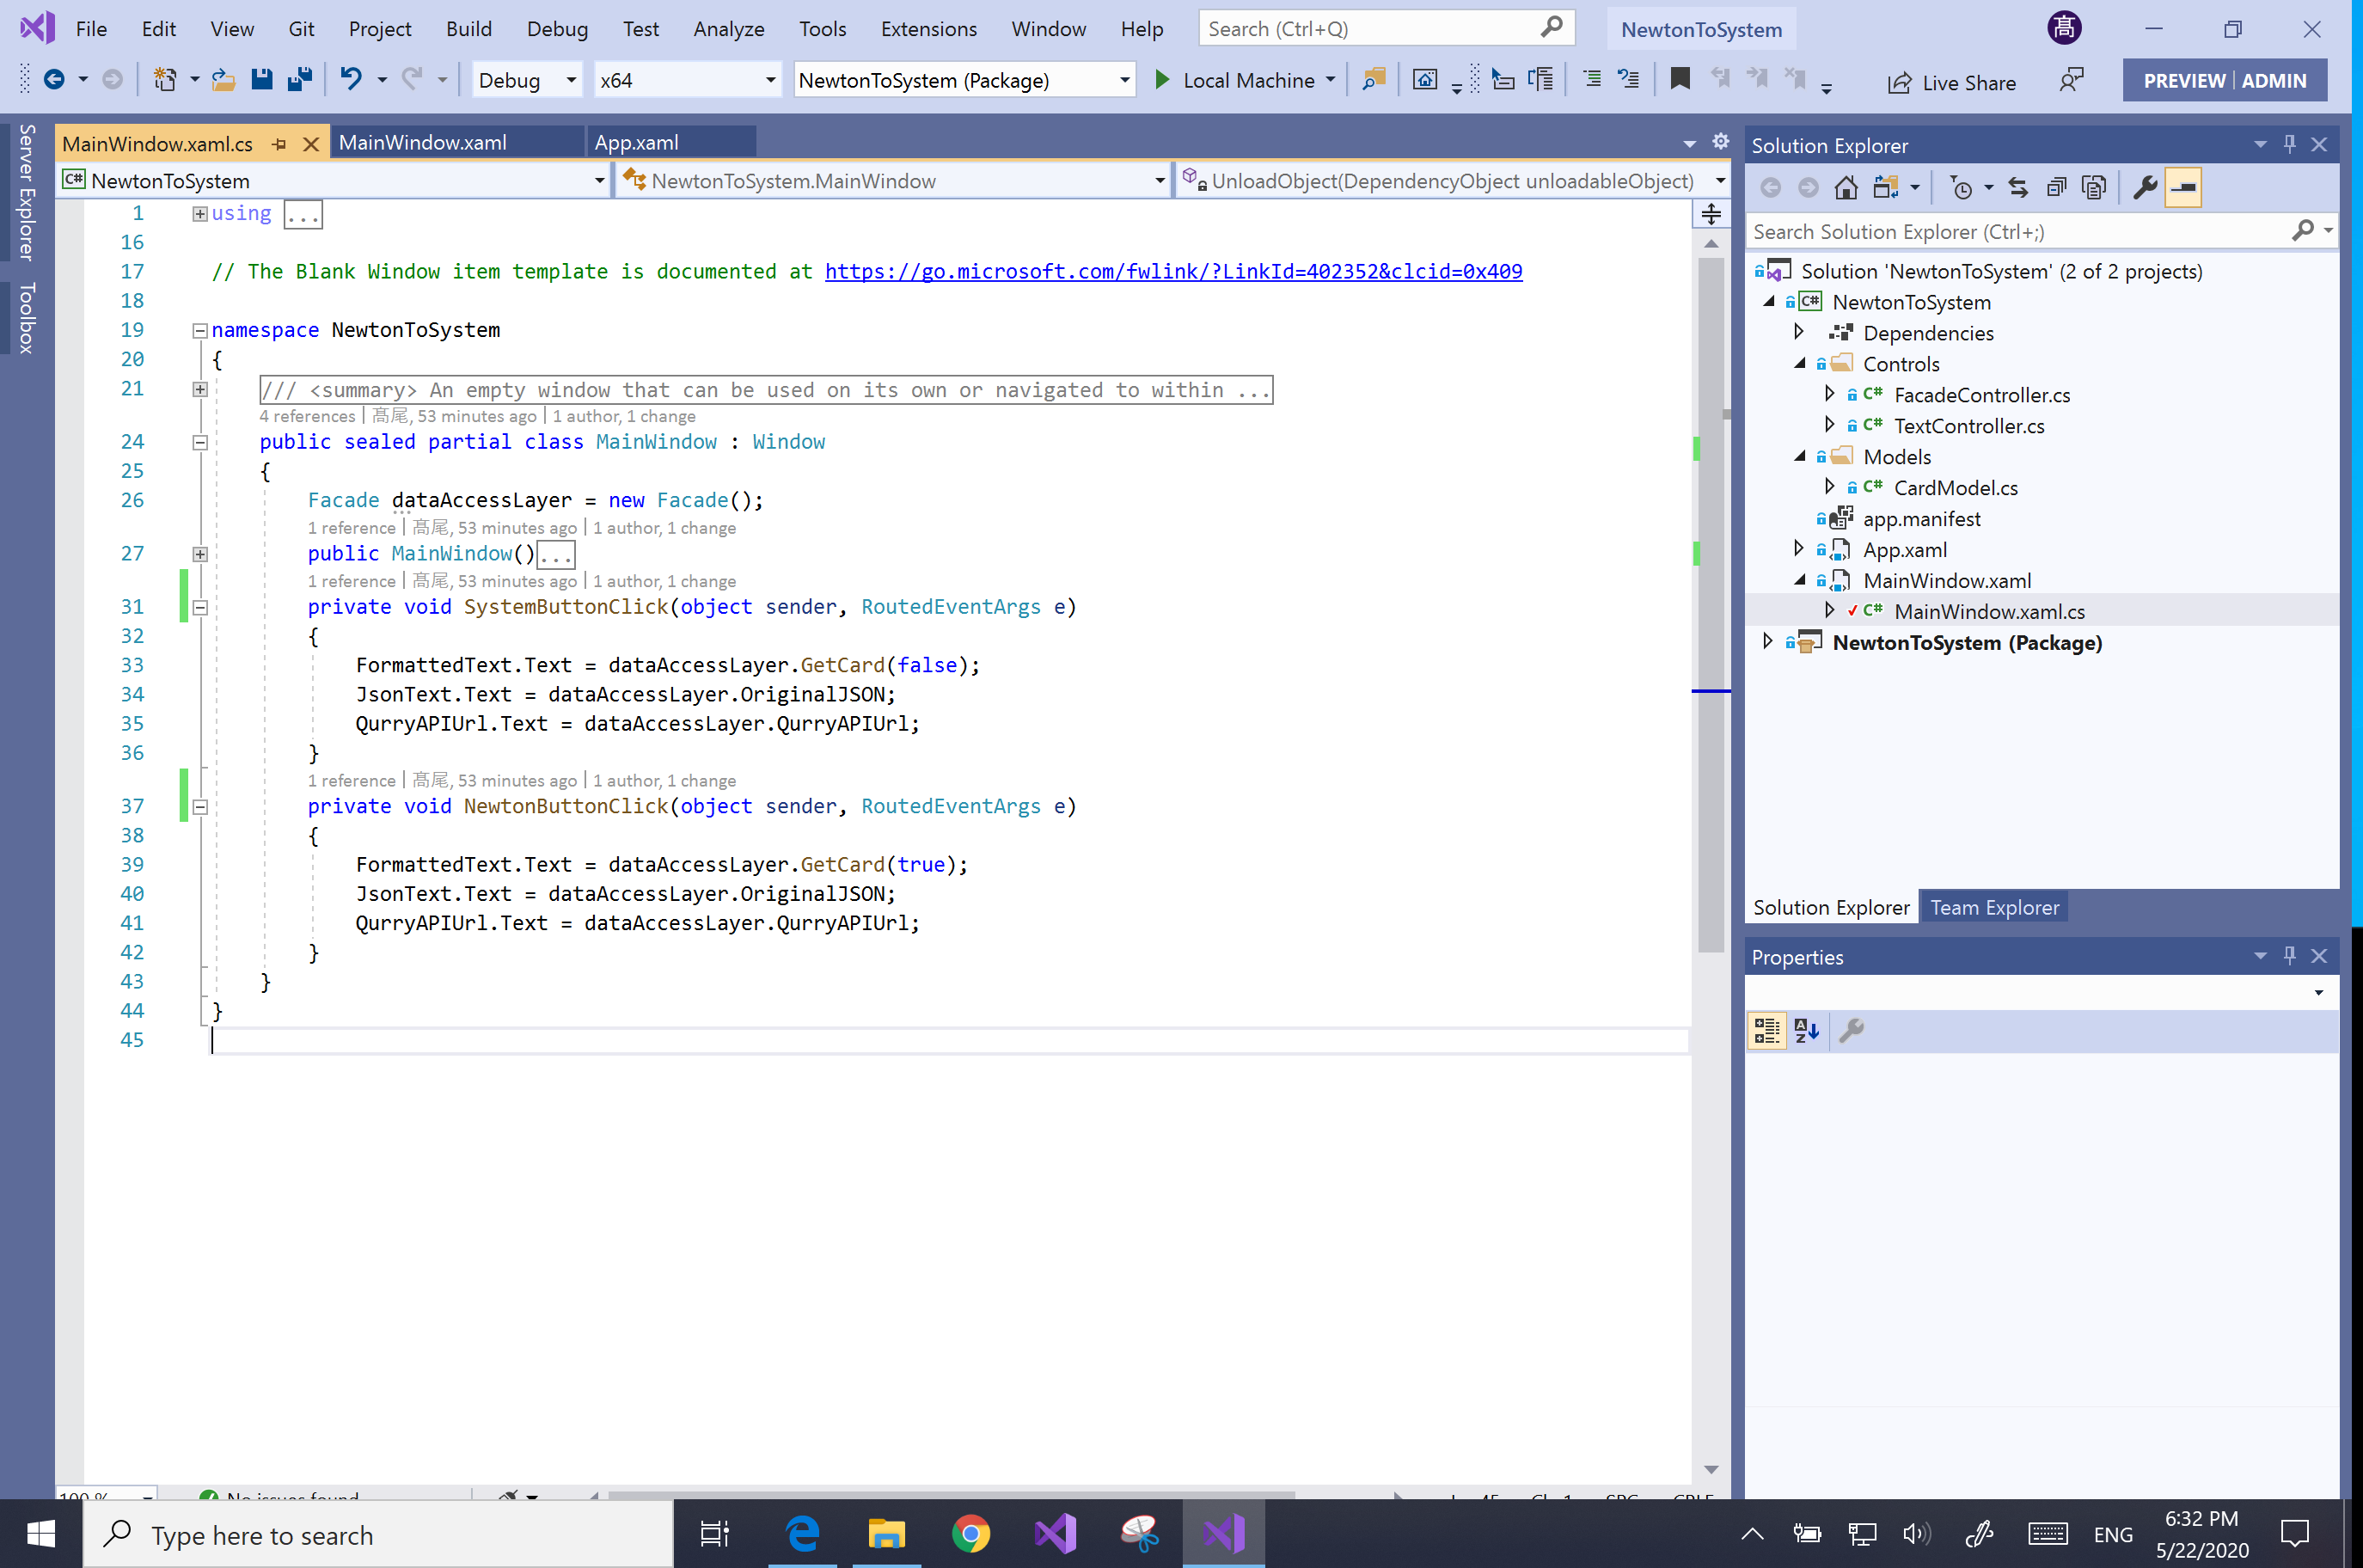 File Edit View Git Project Build Debug Test Analyze Tools Extensions Window Help Search (Ctrl+Q) NewtonToSystem 髙
Debug x64 NewtonToSystem (Package) Local Machine Live Share PREVIEW ADMIN
Server Explorer
Toolbox
MainWindow.xaml.cs MainWindow.xaml App.xaml
C# NewtonToSystem NewtonToSystem.MainWindow UnloadObject(DependencyObject unloadableObject)
1 using ...
16
17 // The Blank Window item template is documented at https://go.microsoft.com/fwlink/?LinkId=402352&clcid=0x409
18
19 namespace NewtonToSystem
20 {
21 /// <summary> An empty window that can be used on its own or navigated to within ...
4 references | 髙尾, 53 minutes ago | 1 author, 1 change
24 public sealed partial class MainWindow : Window
25 {
26 Facade dataAccessLayer = new Facade();
1 reference | 髙尾, 53 minutes ago | 1 author, 1 change
27 public MainWindow()...
1 reference | 髙尾, 53 minutes ago | 1 author, 1 change
31 private void SystemButtonClick(object sender, RoutedEventArgs e)
32 {
33 FormattedText.Text = dataAccessLayer.GetCard(false);
34 JsonText.Text = dataAccessLayer.OriginalJSON;
35 QurryAPIUrl.Text = dataAccessLayer.QurryAPIUrl;
36 }
1 reference | 髙尾, 53 minutes ago | 1 author, 1 change
37 private void NewtonButtonClick(object sender, RoutedEventArgs e)
38 {
39 FormattedText.Text = dataAccessLayer.GetCard(true);
40 JsonText.Text = dataAccessLayer.OriginalJSON;
41 QurryAPIUrl.Text = dataAccessLayer.QurryAPIUrl;
42 }
43 }
44 }
45
100 % No issues found Ln 45 Ch 1 SPC CRLF
Solution Explorer
Search Solution Explorer (Ctrl+;)
Solution 'NewtonToSystem' (2 of 2 projects)
C# NewtonToSystem
Dependencies
Controls
C# FacadeController.cs
C# TextController.cs
Models
C# CardModel.cs
app.manifest
App.xaml
MainWindow.xaml
C# MainWindow.xaml.cs
NewtonToSystem (Package)
Solution Explorer Team Explorer
Properties
Type here to search
ENG
6:32 PM
5/22/2020